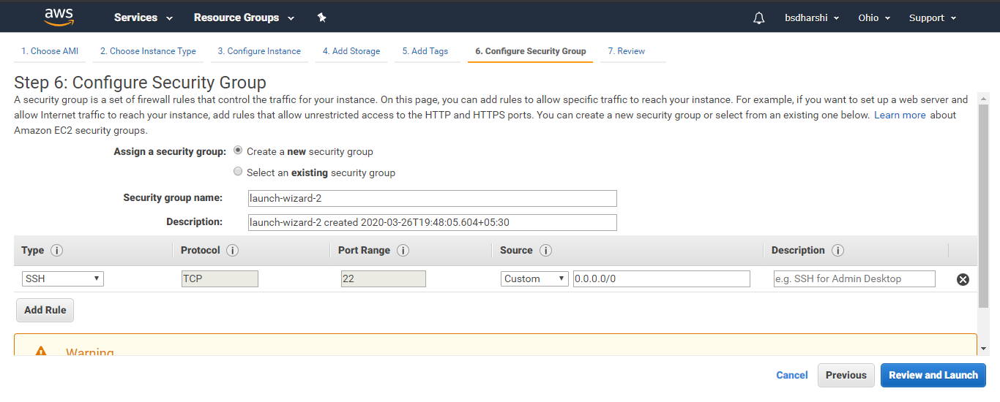 aws Services Resource Groups bsdharshi Ohio Support
1. Choose AMI 2. Choose Instance Type 3. Configure Instance 4. Add Storage 5. Add Tags 6. Configure Security Group 7. Review
Step 6: Configure Security Group
A security group is a set of firewall rules that control the traffic for your instance. On this page, you can add rules to allow specific traffic to reach your instance. For example, if you want to set up a web server and
allow Internet traffic to reach your instance, add rules that allow unrestricted access to the HTTP and HTTPS ports. You can create a new security group or select from an existing one below. Learn more about
Amazon EC2 security groups.
Assign a security group: Create a new security group
Select an existing security group
Security group name: launch-wizard-2
Description: launch-wizard-2 created 2020-03-26T19:48:05.604+05:30
Type i Protocol i Port Range i Source i Description i
SSH TCP 22 Custom 0.0.0.0/0 e.g. SSH for Admin Desktop
Add Rule
Warning
Cancel Previous Review and Launch